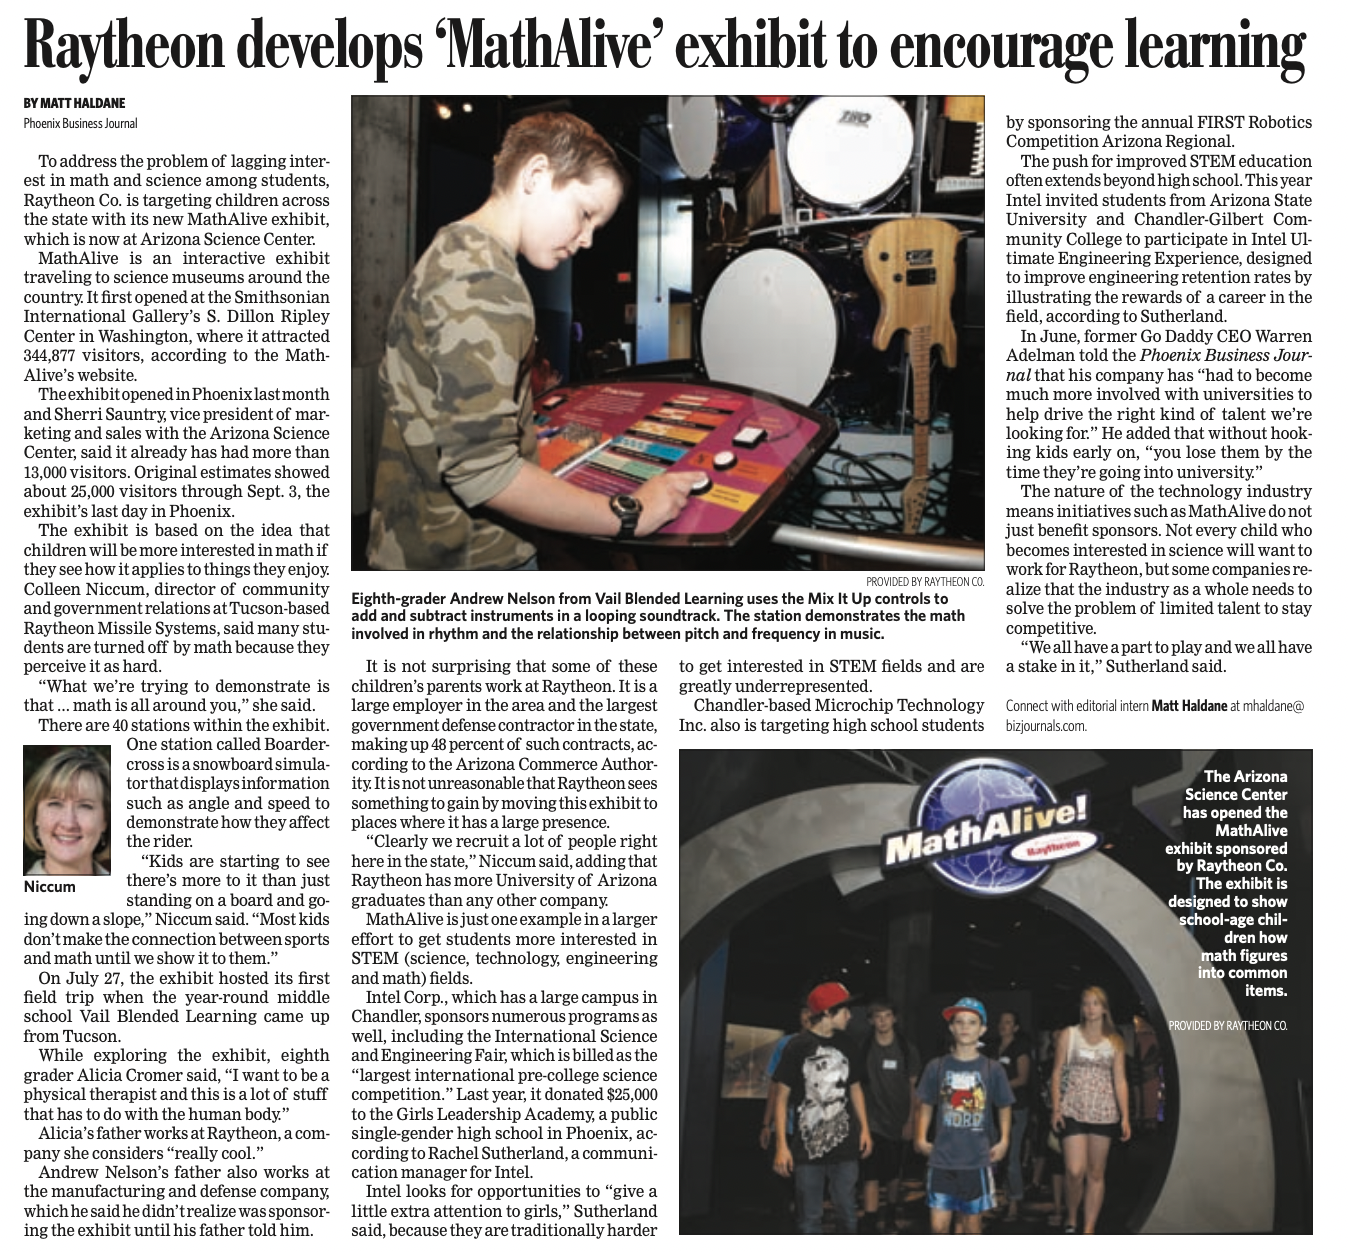 Raytheon develops ‘MathAlive’ exhibit to encourage learning
BY MATT HALDANE
Phoenix Business Journal
To address the problem of lagging inter-
est in math and science among students,
Raytheon Co. is targeting children across
the state with its new MathAlive exhibit,
which is now at Arizona Science Center.
MathAlive is an interactive exhibit
traveling to science museums around the
country. It first opened at the Smithsonian
International Gallery’s S. Dillon Ripley
Center in Washington, where it attracted
344,877 visitors, according to the Math-
Alive’s website.
The exhibit opened in Phoenix last month
and Sherri Sauntry, vice president of mar-
keting and sales with the Arizona Science
Center, said it already has had more than
13,000 visitors. Original estimates showed
about 25,000 visitors through Sept. 3, the
exhibit’s last day in Phoenix.
The exhibit is based on the idea that
children will be more interested in math if
they see how it applies to things they enjoy.
Colleen Niccum, director of community
and government relations at Tucson-based
Raytheon Missile Systems, said many stu-
dents are turned off by math because they
perceive it as hard.
“What we’re trying to demonstrate is
that ... math is all around you,” she said.
There are 40 stations within the exhibit.
One station called Boarder-
cross is a snowboard simula-
tor that displays information
such as angle and speed to
demonstrate how they affect
the rider.
“Kids are starting to see
there’s more to it than just
standing on a board and go-
Niccum
ing down a slope,” Niccum said. “Most kids
don’t make the connection between sports
and math until we show it to them.”
On July 27, the exhibit hosted its first
field trip when the year-round middle
school Vail Blended Learning came up
from Tucson.
While exploring the exhibit, eighth
grader Alicia Cromer said, “I want to be a
physical therapist and this is a lot of stuff
that has to do with the human body.”
Alicia’s father works at Raytheon, a com-
pany she considers “really cool.”
Andrew Nelson’s father also works at
the manufacturing and defense company,
which he said he didn’t realize was sponsor-
ing the exhibit until his father told him.
PROVIDED BY RAYTHEON CO.
Eighth-grader Andrew Nelson from Vail Blended Learning uses the Mix It Up controls to
add and subtract instruments in a looping soundtrack. The station demonstrates the math
involved in rhythm and the relationship between pitch and frequency in music.
It is not surprising that some of these
children’s parents work at Raytheon. It is a
large employer in the area and the largest
government defense contractor in the state,
making up 48 percent of such contracts, ac-
cording to the Arizona Commerce Author-
ity. It is not unreasonable that Raytheon sees
something to gain by moving this exhibit to
places where it has a large presence.
“Clearly we recruit a lot of people right
here in the state,” Niccum said, adding that
Raytheon has more University of Arizona
graduates than any other company.
MathAlive is just one example in a larger
effort to get students more interested in
STEM (science, technology, engineering
and math) fields.
Intel Corp., which has a large campus in
Chandler, sponsors numerous programs as
well, including the International Science
and Engineering Fair, which is billed as the
“largest international pre-college science
competition.” Last year, it donated $25,000
to the Girls Leadership Academy, a public
single-gender high school in Phoenix, ac-
cording to Rachel Sutherland, a communi-
cation manager for Intel.
Intel looks for opportunities to “give a
little extra attention to girls,” Sutherland
said, because they are traditionally harder
to get interested in STEM fields and are
greatly underrepresented.
Chandler-based Microchip Technology
Inc. also is targeting high school students
by sponsoring the annual FIRST Robotics
Competition Arizona Regional.
The push for improved STEM education
often extends beyond high school. This year
Intel invited students from Arizona State
University and Chandler-Gilbert Com-
munity College to participate in Intel Ul-
timate Engineering Experience, designed
to improve engineering retention rates by
illustrating the rewards of a career in the
field, according to Sutherland.
In June, former Go Daddy CEO Warren
Adelman told the Phoenix Business Jour-
nal that his company has “had to become
much more involved with universities to
help drive the right kind of talent we’re
looking for.” He added that without hook-
ing kids early on, “you lose them by the
time they’re going into university.”
The nature of the technology industry
means initiatives such as MathAlive do not
just benefit sponsors. Not every child who
becomes interested in science will want to
work for Raytheon, but some companies re-
alize that the industry as a whole needs to
solve the problem of limited talent to stay
competitive.
“We all have a part to play and we all have
a stake in it,” Sutherland said.
Connect with editorial intern Matt Haldane at mhaldane@
bizjournals.com.
MathAlive!
Raytheon
The Arizona
Science Center
has opened the
MathAlive
exhibit sponsored
by Raytheon Co.
The exhibit is
designed to show
school-age chil-
dren how
math figures
into common
items.
PROVIDED BY RAYTHEON CO.